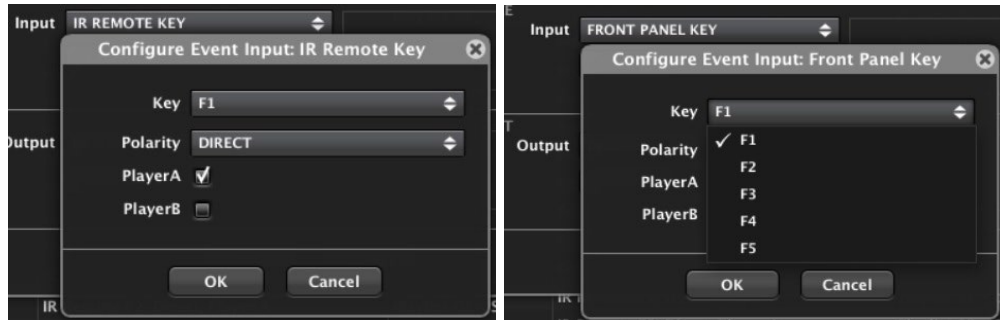 Input IR REMOTE KEY
Configure Event Input: IR Remote Key
Key F1
Output
Polarity DIRECT
PlayerA
PlayerB
OK Cancel
IR
Input FRONT PANEL KEY
Configure Event Input: Front Panel Key
Key F1
Output
Polarity
PlayerA
PlayerB
F1
F2
F3
F4
F5
OK Cancel